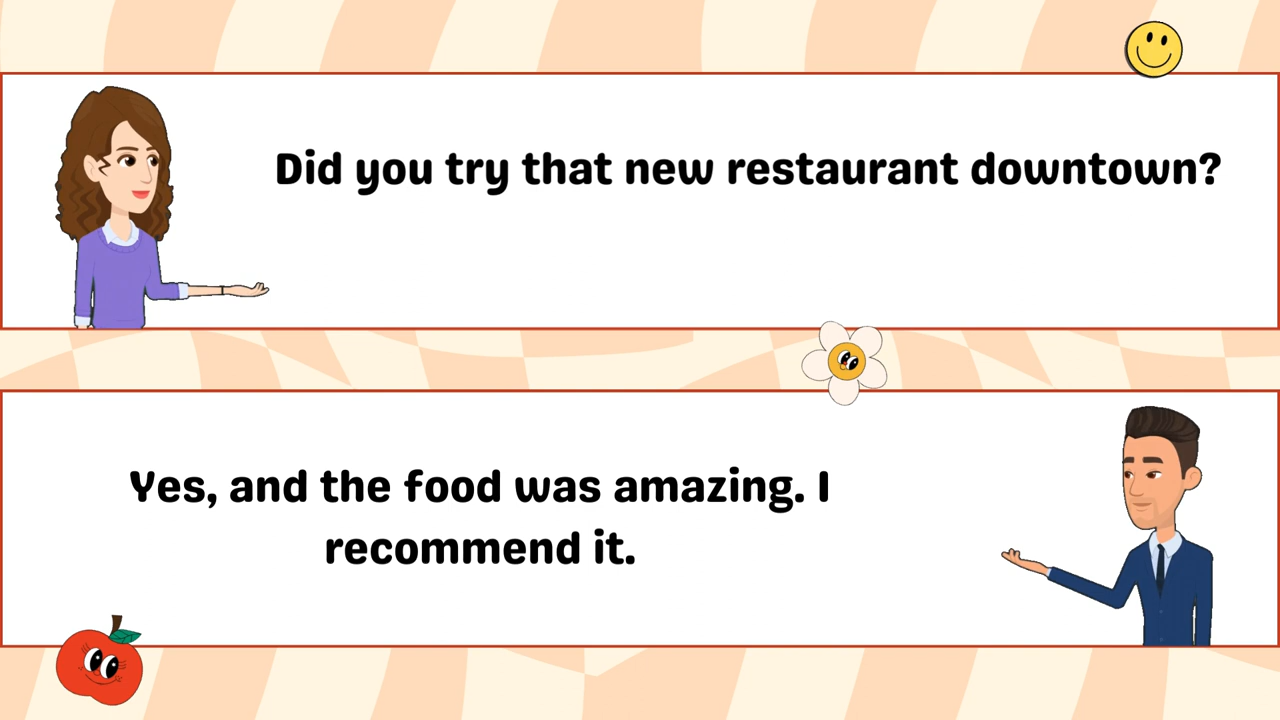 Did you try that new restaurant downtown?
Yes, and the food was amazing. I
recommend it.